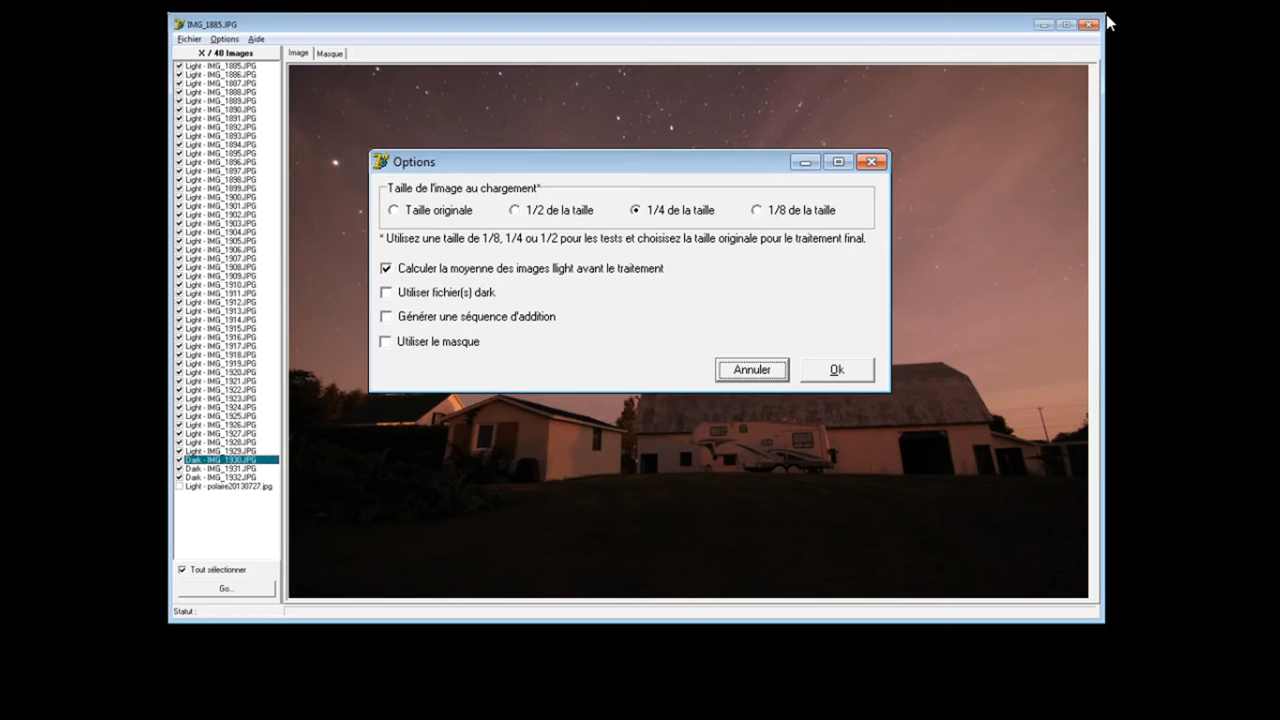 IMG_1885.JPG
Fichier Options Aide
X / 48 Images
Image Masque
Light - IMG_1885.JPG
Light - IMG_1886.JPG
Light - IMG_1887.JPG
Light - IMG_1888.JPG
Light - IMG_1889.JPG
Light - IMG_1890.JPG
Light - IMG_1891.JPG
Light - IMG_1892.JPG
Light - IMG_1893.JPG
Light - IMG_1894.JPG
Light - IMG_1895.JPG
Light - IMG_1896.JPG
Light - IMG_1897.JPG
Light - IMG_1898.JPG
Light - IMG_1899.JPG
Light - IMG_1900.JPG
Light - IMG_1901.JPG
Light - IMG_1902.JPG
Light - IMG_1903.JPG
Light - IMG_1904.JPG
Light - IMG_1905.JPG
Light - IMG_1906.JPG
Light - IMG_1907.JPG
Light - IMG_1908.JPG
Light - IMG_1909.JPG
Light - IMG_1910.JPG
Light - IMG_1911.JPG
Light - IMG_1912.JPG
Light - IMG_1913.JPG
Light - IMG_1914.JPG
Light - IMG_1915.JPG
Light - IMG_1916.JPG
Light - IMG_1917.JPG
Light - IMG_1918.JPG
Light - IMG_1919.JPG
Light - IMG_1920.JPG
Light - IMG_1921.JPG
Light - IMG_1922.JPG
Light - IMG_1923.JPG
Light - IMG_1924.JPG
Light - IMG_1925.JPG
Light - IMG_1926.JPG
Light - IMG_1927.JPG
Light - IMG_1928.JPG
Light - IMG_1929.JPG
Dark - IMG_1930.JPG
Dark - IMG_1931.JPG
Dark - IMG_1932.JPG
Light - polaire20130727.jpg
Tout sélectionner
Go...
Statut :
Options
Taille de l'image au chargement*
Taille originale 1/2 de la taille 1/4 de la taille 1/8 de la taille
* Utilisez une taille de 1/8, 1/4 ou 1/2 pour les tests et choisisez la taille originale pour le traitement final.
Calculer la moyenne des images llight avant le traitement
Utiliser fichier(s) dark
Générer une séquence d'addition
Utiliser le masque
Annuler Ok